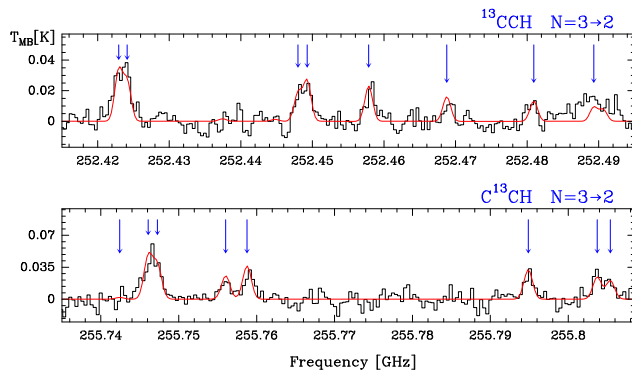 ¹³CCH N=3→2
T_MB[K]
0.04
0.02
0
252.42 252.43 252.44 252.45 252.46 252.47 252.48 252.49
C¹³CH N=3→2
0.07
0.035
0
255.74 255.75 255.76 255.77 255.78 255.79 255.8
Frequency [GHz]